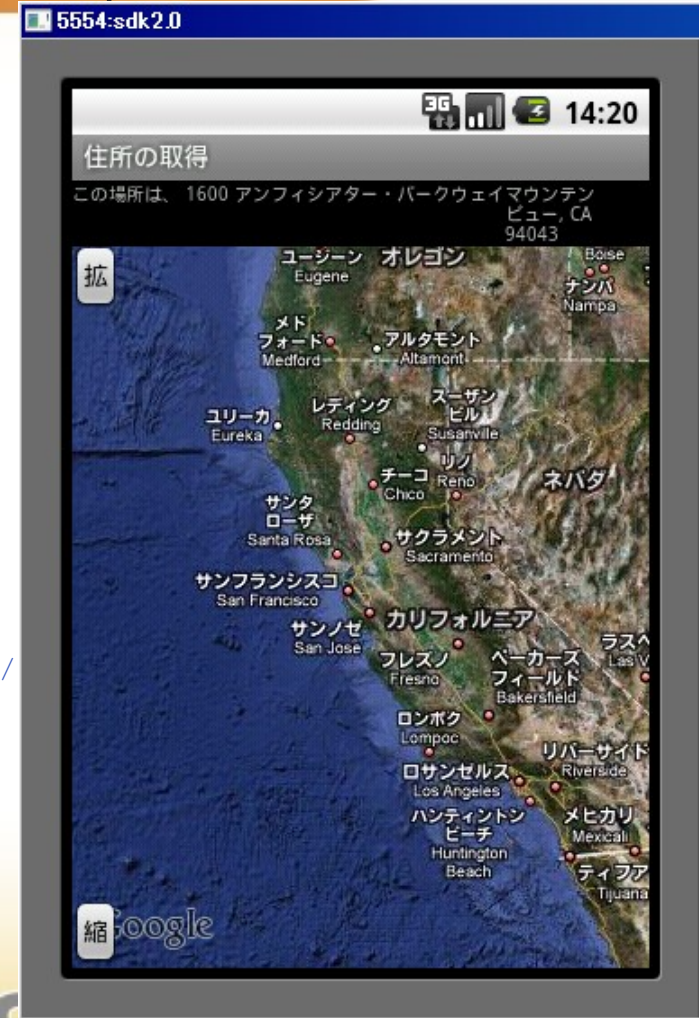 5554:sdk2.0
3G
14:20
住所の取得
この場所は、 1600 アンフィシアター・パークウェイマウンテン
ビュー, CA
94043
拡
ユージーン
Eugene
オレゴン
Boise
ナンパ
Nampa
メド
フォード
Medford
アルタモント
Altamont
ユリーカ
Eureka
レディング
Redding
スーザン
ビル
Susanville
チーコ
Chico
リノ
Reno
ネバダ
サンタ
ローザ
Santa Rosa
サクラメント
Sacramento
サンフランシスコ
San Francisco
サンノゼ
San Jose
カリフォルニア
フレズノ
Fresno
ベーカーズ
フィールド
Bakersfield
ラスベ
Las V
ロンポク
Lompoc
ロサンゼルス
Los Angeles
リバーサイド
Riverside
ハンティントン
ビーチ
Huntington
Beach
メヒカリ
Mexicali
ティフア
Tijuana
縮
Google
/